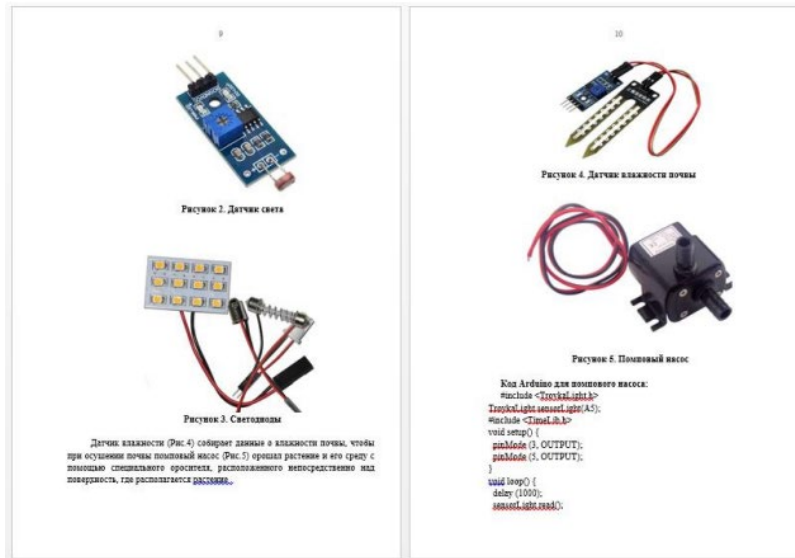 9
Рисунок 2. Датчик света
Рисунок 3. Светодиоды
Датчик влажности (Рис.4) собирает данные о влажности почвы, чтобы
при осушении почвы помповый насос (Рис.5) орошал растение и его среду с
помощью специального оросителя, расположенного непосредственно над
поверхность, где располагается растение.
10
Рисунок 4. Датчик влажности почвы
Рисунок 5. Помповый насос
Код Arduino для помпового насоса:
#include <TroykaLight.h>
TroykaLight sensorLight(A5);
#include <TimeLib.h>
void setup() {
pinMode (3, OUTPUT);
pinMode (5, OUTPUT);
}
void loop() {
delay (1000);
sensorLight.read();